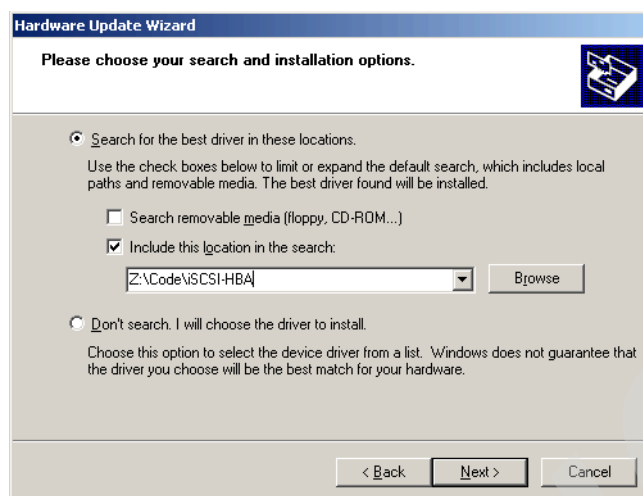 Hardware Update Wizard
Please choose your search and installation options.
Search for the best driver in these locations.
Use the check boxes below to limit or expand the default search, which includes local
paths and removable media. The best driver found will be installed.
Search removable media (floppy, CD-ROM...)
Include this location in the search:
Z:\Code\iSCSI-HBA
Browse
Don't search. I will choose the driver to install.
Choose this option to select the device driver from a list. Windows does not guarantee that
the driver you choose will be the best match for your hardware.
< Back
Next >
Cancel